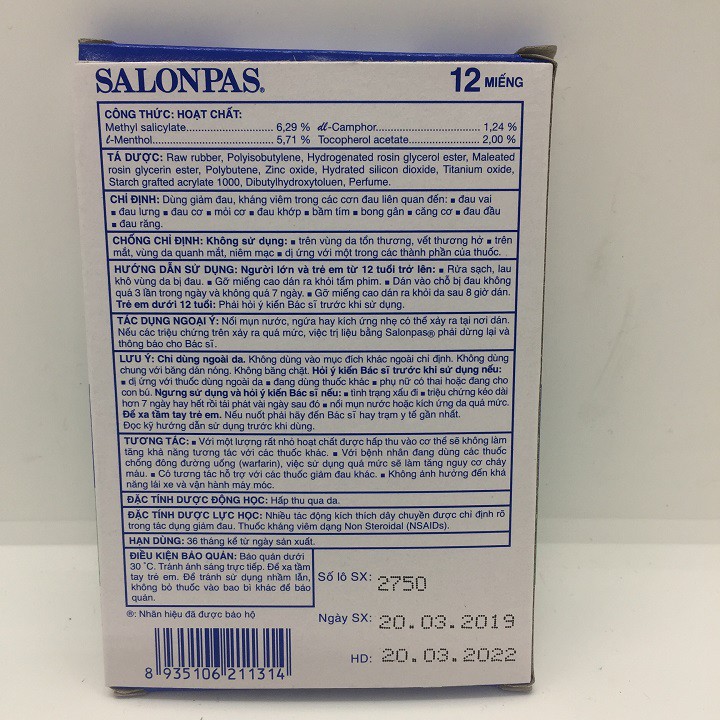 SALONPAS®
12 MIẾNG
CÔNG THỨC: HOẠT CHẤT:
Methyl salicylate............................ 6,29 % dl-Camphor.................................. 1,24 %
ℓ-Menthol....................................... 5,71 % Tocopherol acetate....................... 2,00 %
TÁ DƯỢC: Raw rubber, Polyisobutylene, Hydrogenated rosin glycerol ester, Maleated
rosin glycerin ester, Polybutene, Zinc oxide, Hydrated silicon dioxide, Titanium oxide,
Starch grafted acrylate 1000, Dibutylhydroxytoluen, Perfume.
CHỈ ĐỊNH: Dùng giảm đau, kháng viêm trong các cơn đau liên quan đến: ■ đau vai
■ đau lưng ■ đau cơ ■ mỏi cơ ■ đau khớp ■ bầm tím ■ bong gân ■ căng cơ ■ đau đầu
■ đau răng.
CHỐNG CHỈ ĐỊNH: Không sử dụng: ■ trên vùng da tổn thương, vết thương hở ■ trên
mắt, vùng da quanh mắt, niêm mạc ■ dị ứng với một trong các thành phần của thuốc.
HƯỚNG DẪN SỬ DỤNG: Người lớn và trẻ em từ 12 tuổi trở lên: ■ Rửa sạch, lau
khô vùng da bị đau. ■ Gỡ miếng cao dán ra khỏi tấm phim. ■ Dán vào chỗ bị đau không
quá 3 lần trong ngày và không quá 7 ngày. ■ Gỡ miếng cao dán ra khỏi da sau 8 giờ dán.
Trẻ em dưới 12 tuổi: Phải hỏi ý kiến Bác sĩ trước khi sử dụng.
TÁC DỤNG NGOẠI Ý: Nổi mụn nước, ngứa hay kích ứng nhẹ có thể xảy ra tại nơi dán.
Nếu các triệu chứng trên xảy ra quá mức, việc trị liệu bằng Salonpas® phải dừng lại và
thông báo cho Bác sĩ.
LƯU Ý: Chỉ dùng ngoài da. Không dùng vào mục đích khác ngoài chỉ định. Không dùng
chung với băng dán nóng. Không băng chặt. Hỏi ý kiến Bác sĩ trước khi sử dụng nếu:
■ dị ứng với thuốc dùng ngoài da ■ đang dùng thuốc khác ■ phụ nữ có thai hoặc đang cho
con bú. Ngưng sử dụng và hỏi ý kiến Bác sĩ nếu: ■ tình trạng xấu đi ■ triệu chứng kéo dài
hơn 7 ngày hay hết rồi tái phát vài ngày sau đó ■ nổi mụn nước hoặc kích ứng da quá mức.
Để xa tầm tay trẻ em. Nếu nuốt phải hãy đến Bác sĩ hay trạm y tế gần nhất.
Đọc kỹ hướng dẫn sử dụng trước khi dùng.
TƯƠNG TÁC: ■ Với một lượng rất nhỏ hoạt chất được hấp thu vào cơ thể sẽ không làm
tăng khả năng tương tác với các thuốc khác. ■ Với bệnh nhân đang dùng các thuốc
chống đông đường uống (warfarin), việc sử dụng quá mức sẽ làm tăng nguy cơ chảy
máu. ■ Có tương tác hỗ trợ với các thuốc giảm đau khác. ■ Không ảnh hưởng đến khả
năng lái xe và vận hành máy móc.
ĐẶC TÍNH DƯỢC ĐỘNG HỌC: Hấp thu qua da.
ĐẶC TÍNH DƯỢC LỰC HỌC: Nhiều tác động kích thích dây chuyền được chỉ định rõ
trong tác dụng giảm đau. Thuốc kháng viêm dạng Non Steroidal (NSAIDs).
HẠN DÙNG: 36 tháng kể từ ngày sản xuất.
ĐIỀU KIỆN BẢO QUẢN: Bảo quản dưới
30 °C. Tránh ánh sáng trực tiếp. Để xa tầm
tay trẻ em. Để tránh sử dụng nhầm lẫn,
không bỏ thuốc vào bao bì khác để bảo
quản.
®: Nhãn hiệu đã được bảo hộ
Số lô SX: 2750
Ngày SX: 20.03.2019
HD: 20.03.2022
8 935106 211314